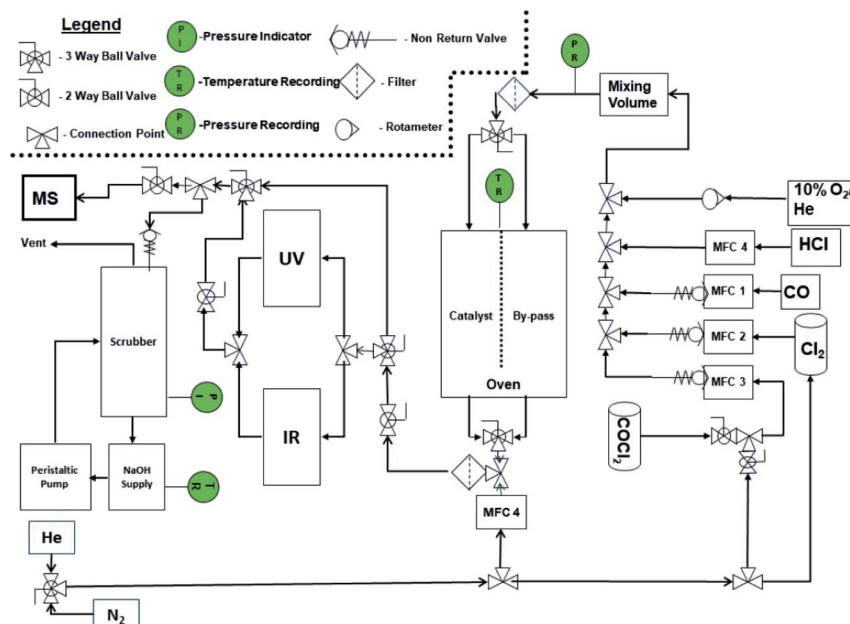 Legend
- 3 Way Ball Valve
- 2 Way Ball Valve
- Connection Point
P I
-Pressure Indicator
T R
-Temperature Recording
P R
-Pressure Recording
- Non Return Valve
- Filter
- Rotameter
P R
Mixing Volume
10% O2/
He
MFC 4
HCl
MFC 1
CO
MFC 2
Cl2
MFC 3
COCl2
T R
Catalyst
By-pass
Oven
MFC 4
MS
Vent
UV
IR
Scrubber
P I
Peristaltic
Pump
NaOH
Supply
T R
He
N2